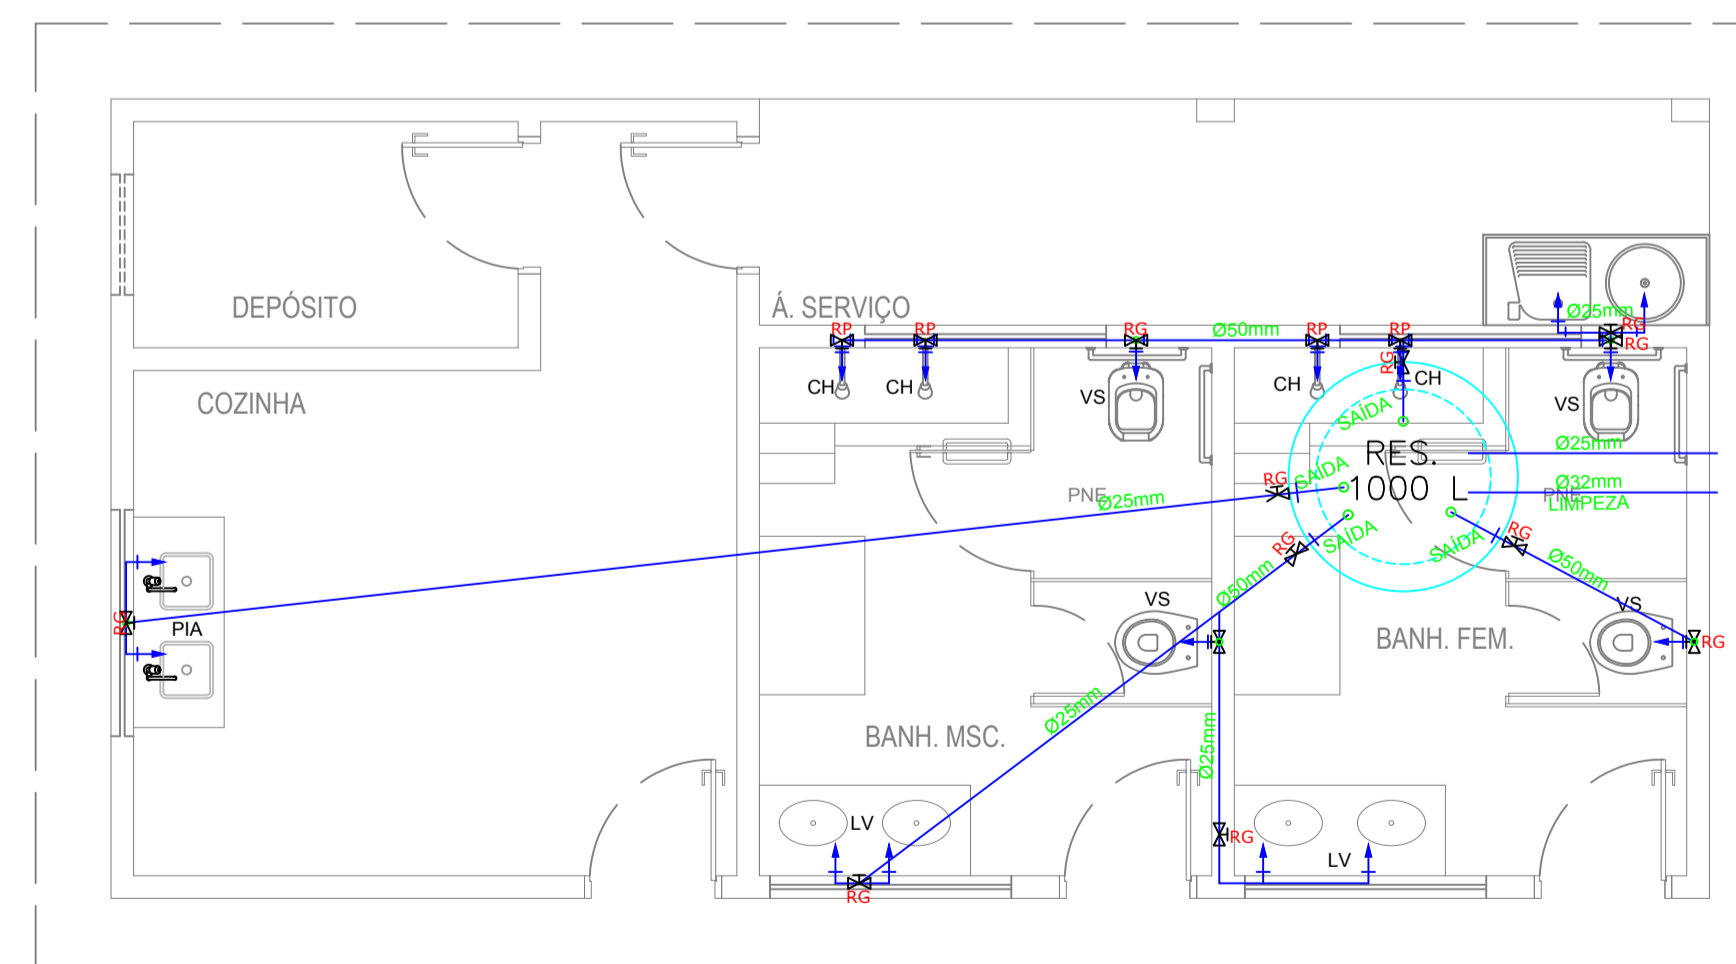 DEPÓSITO
Á. SERVIÇO
Ø25mm
RG
RG
RP
RP
RG
Ø50mm
RP
RP
RG
COZINHA
CH
CH
VS
CH
CH
VS
SAÍDA
RES.
1000 L
Ø25mm
Ø32mm
LIMPEZA
PNE
PNE
RG
SAÍDA
Ø25mm
RG
SAÍDA
SAÍDA
RG
Ø50mm
Ø50mm
VS
VS
RG
PIA
RG
BANH. FEM.
BANH. MSC.
Ø25mm
Ø25mm
LV
RG
LV
RG